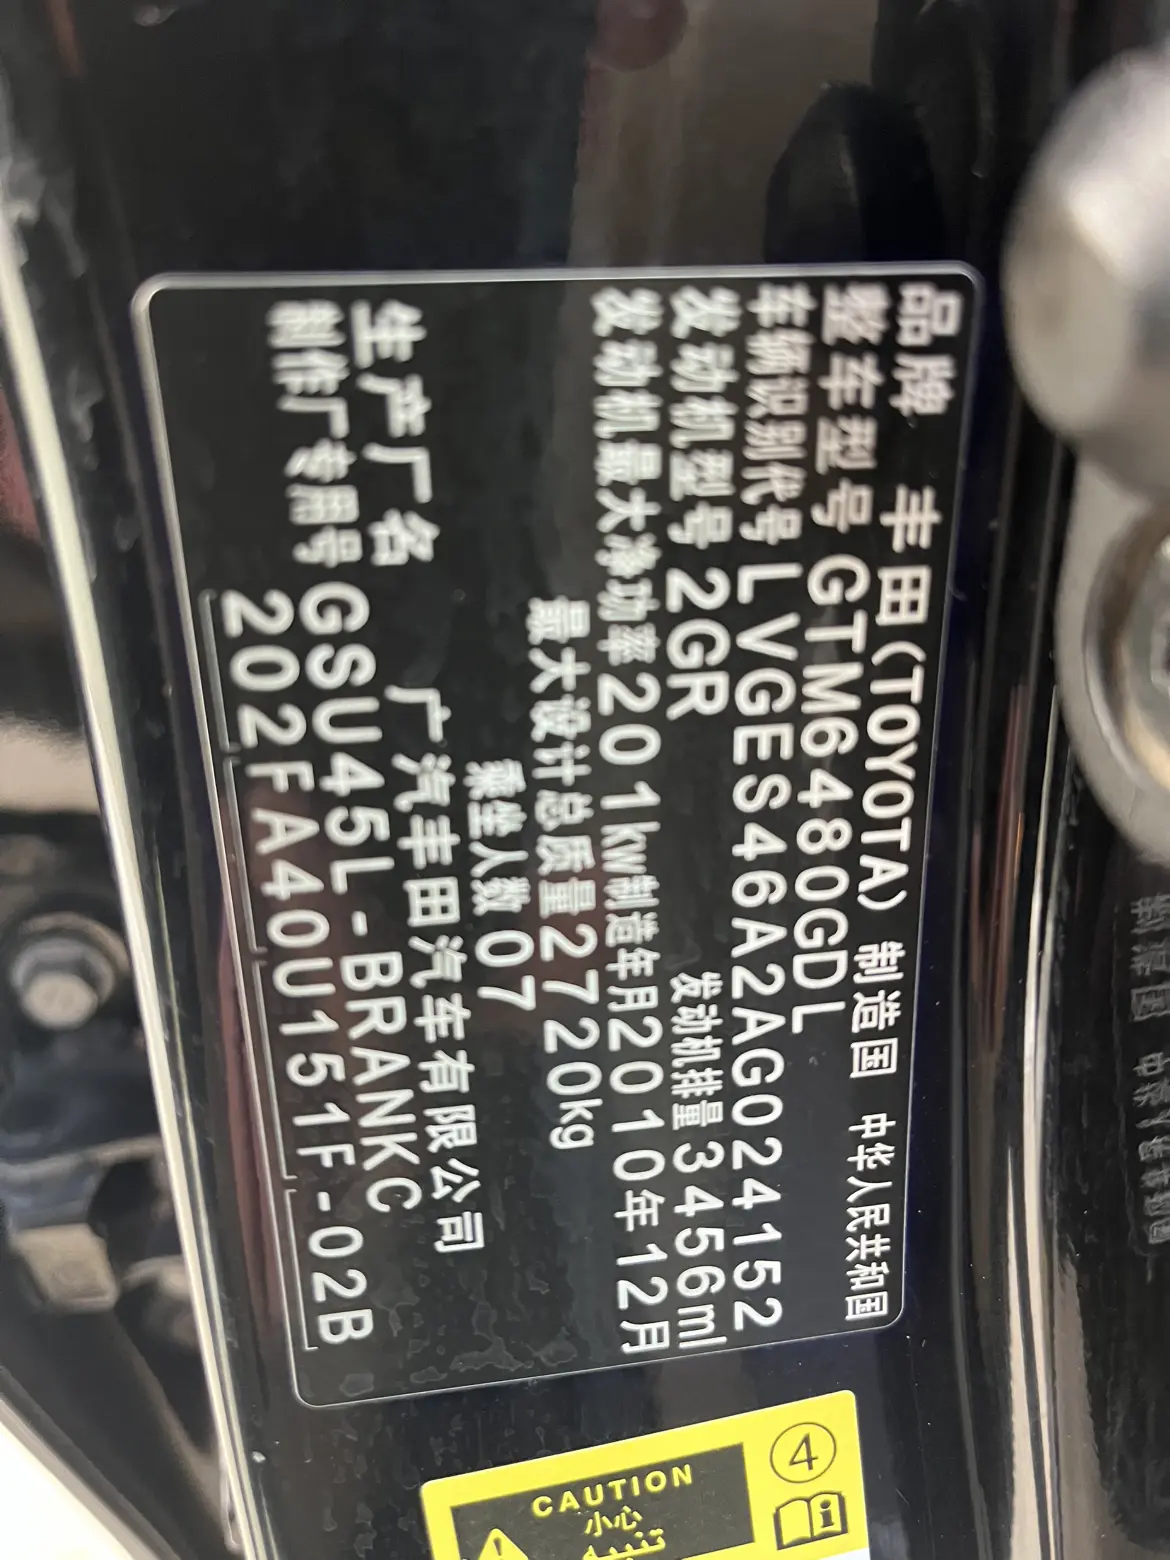 品牌 丰田(TOYOTA) 制造国 中华人民共和国
整车型号 GTM6480GDL
车辆识别代号 LVGES46A2AG024152
发动机型号 2GR 发动机排量 3456ml
发动机最大净功率 201kW 制造年月 2010年12月
最大设计总质量 2720kg
乘坐人数 07
生产厂名 广汽丰田汽车有限公司
制作厂专用号 GSU45L-BRANKC
202FA40U151F-02B
④
CAUTION
小心
تنبيه